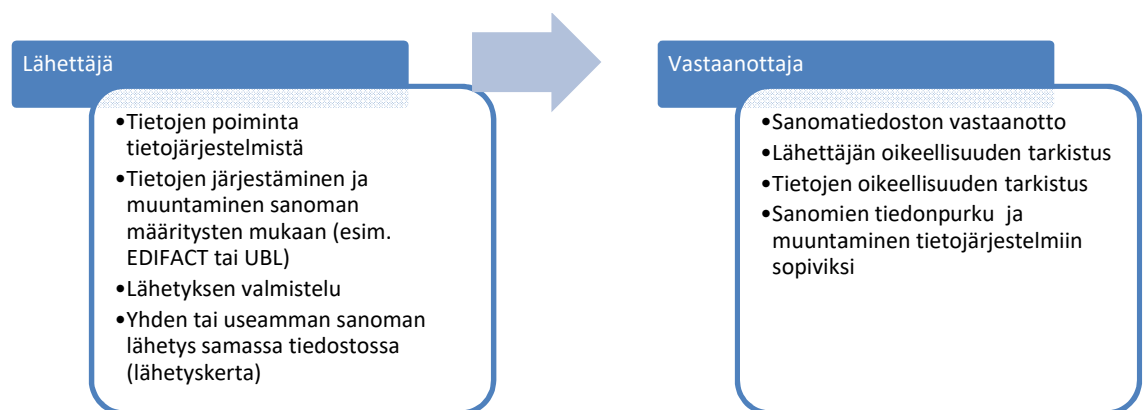 Lähettäjä
•Tietojen poiminta
tietojärjestelmistä
•Tietojen järjestäminen ja
muuntaminen sanoman
määritysten mukaan (esim.
EDIFACT tai UBL)
•Lähetyksen valmistelu
•Yhden tai useamman sanoman
lähetys samassa tiedostossa
(lähetyskerta)
Vastaanottaja
•Sanomatiedoston vastaanotto
•Lähettäjän oikeellisuuden tarkistus
•Tietojen oikeellisuuden tarkistus
•Sanomien tiedonpurku ja
muuntaminen tietojärjestelmiin
sopiviksi